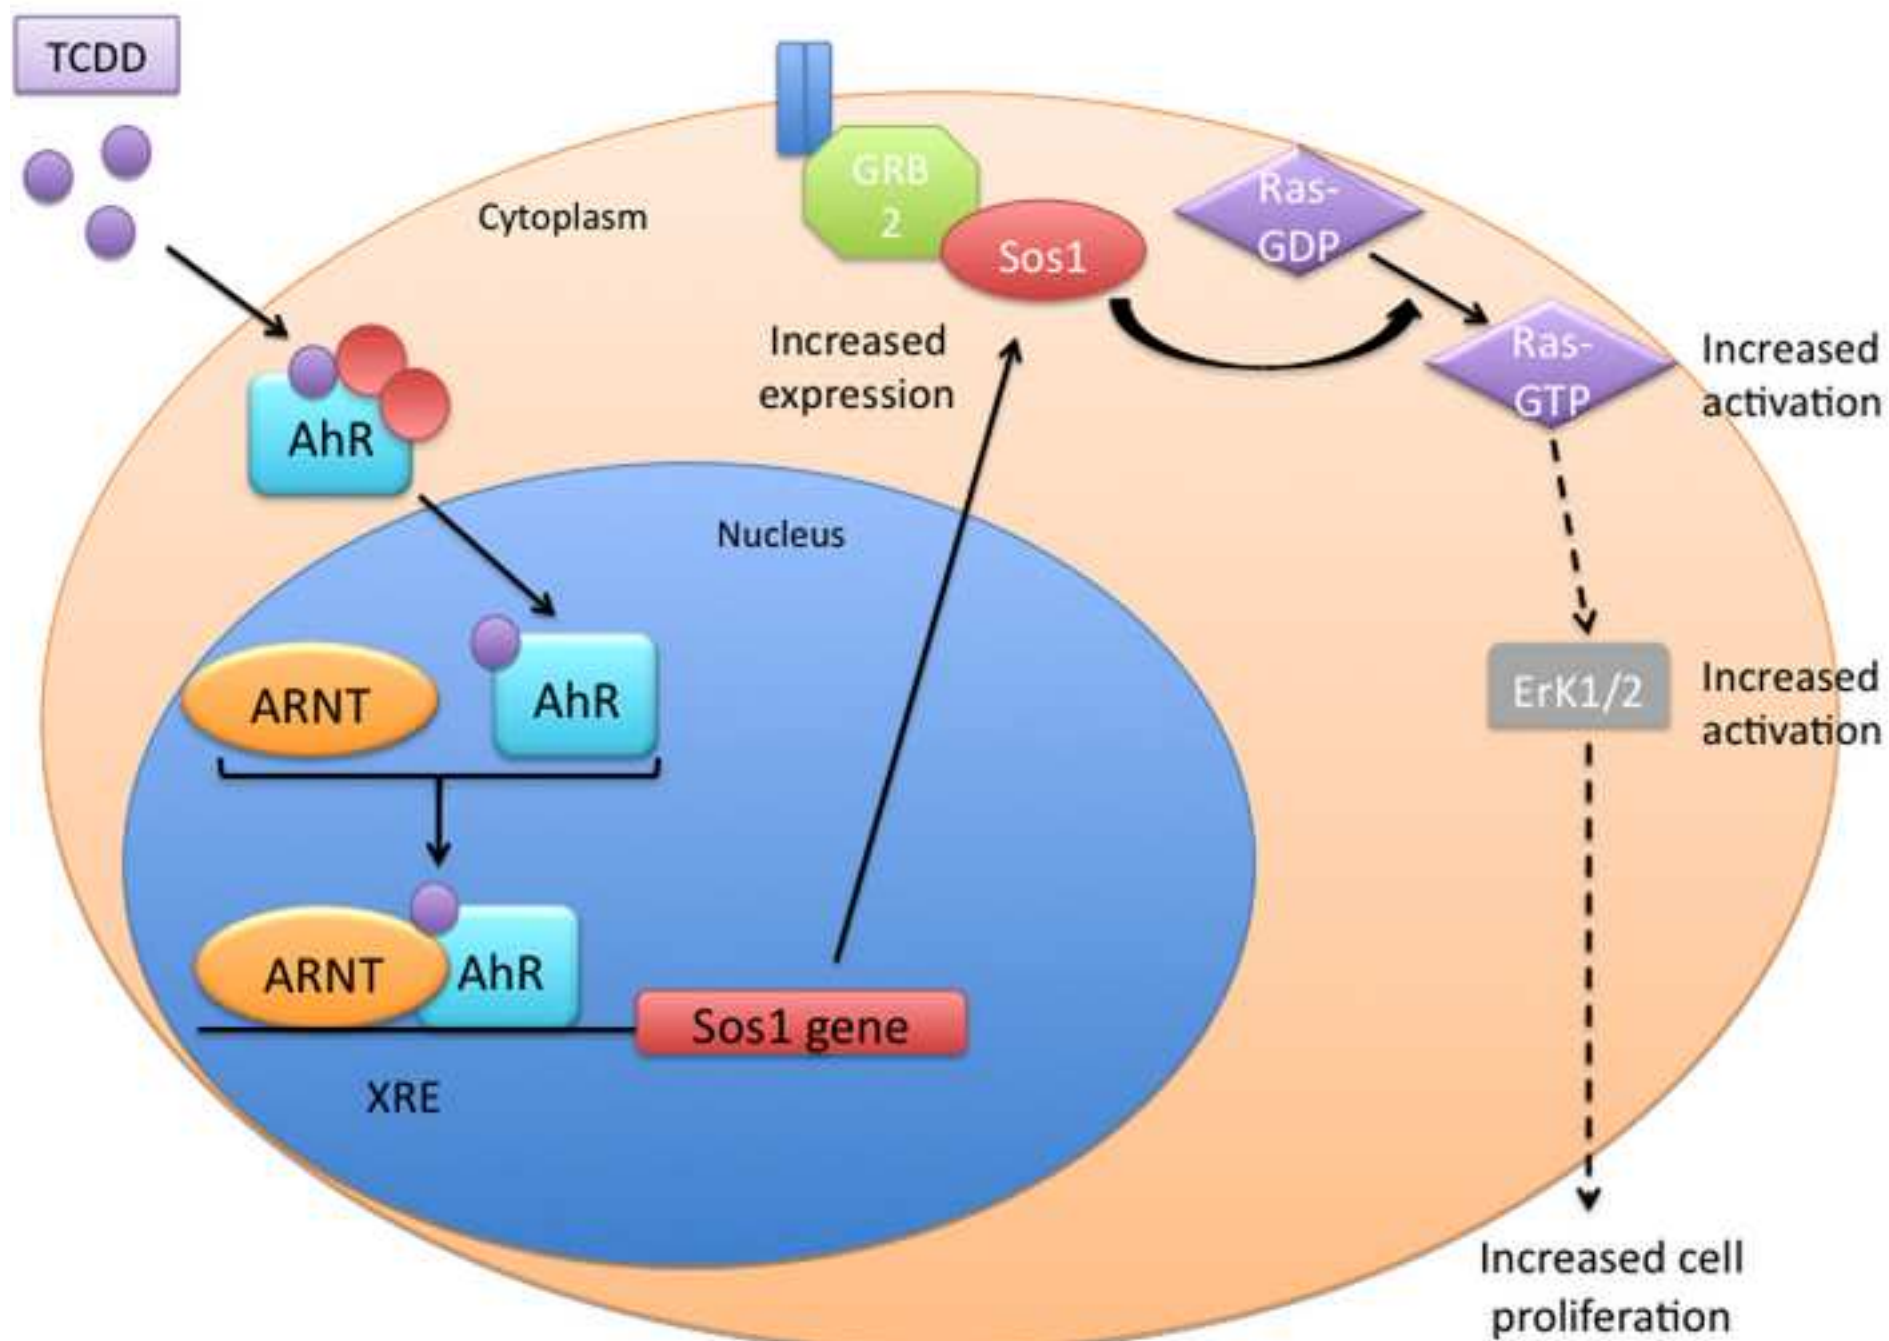 TCDD
GRB
2
Cytoplasm
Sos1
Ras-
GDP
Increased
expression
Ras-
GTP
Increased
activation
AhR
Nucleus
ARNT
AhR
ErK1/2
Increased
activation
ARNT
AhR
Sos1 gene
XRE
Increased cell
proliferation